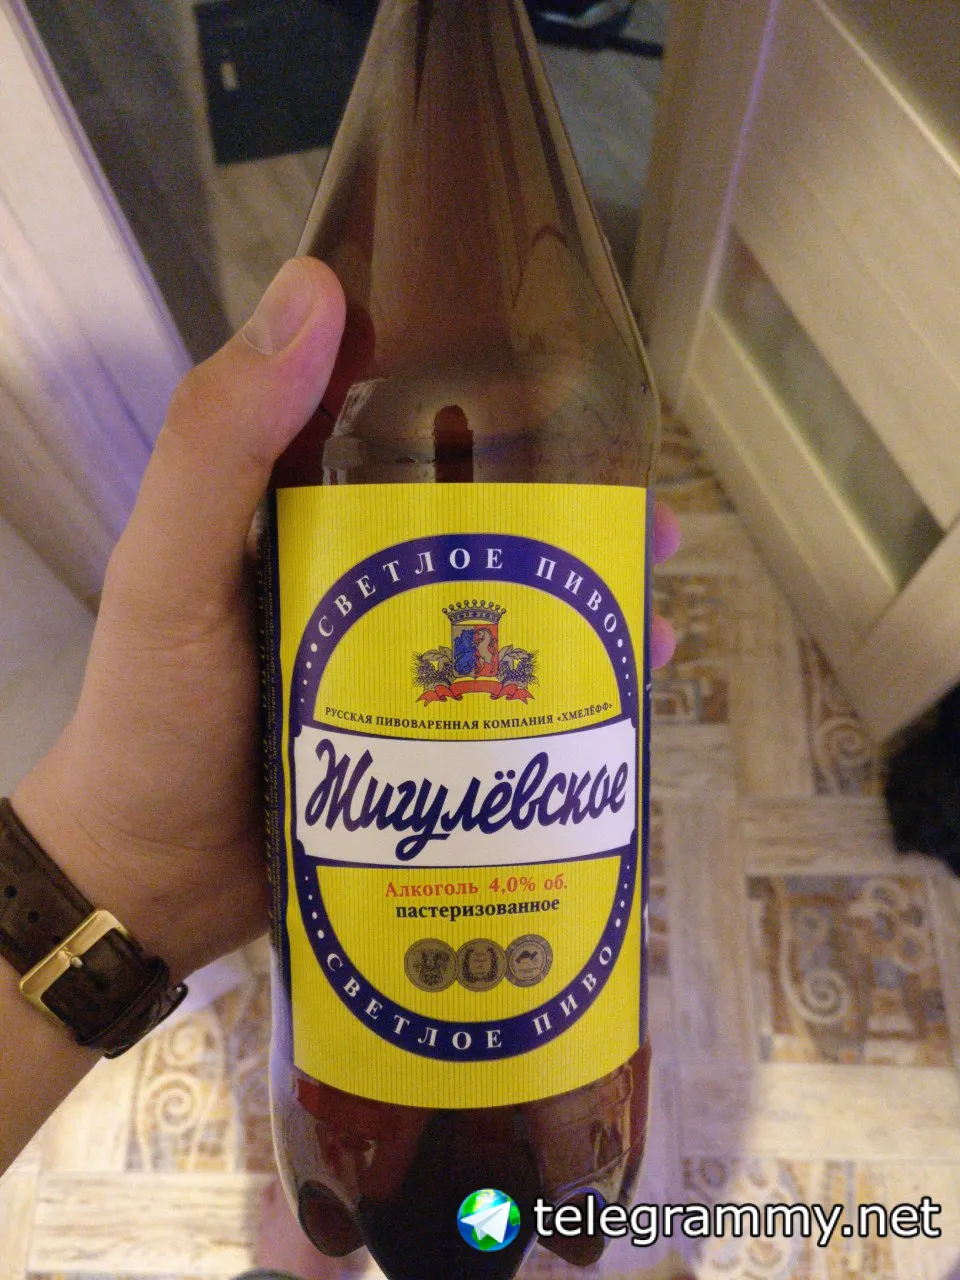 СВЕТЛОЕ ПИВО
РУССКАЯ ПИВОВАРЕННАЯ КОМПАНИЯ «ХМЕЛЁФФ»
Жигулёвское
Алкоголь 4,0% об.
пастеризованное
СВЕТЛОЕ ПИВО
telegrammy.net